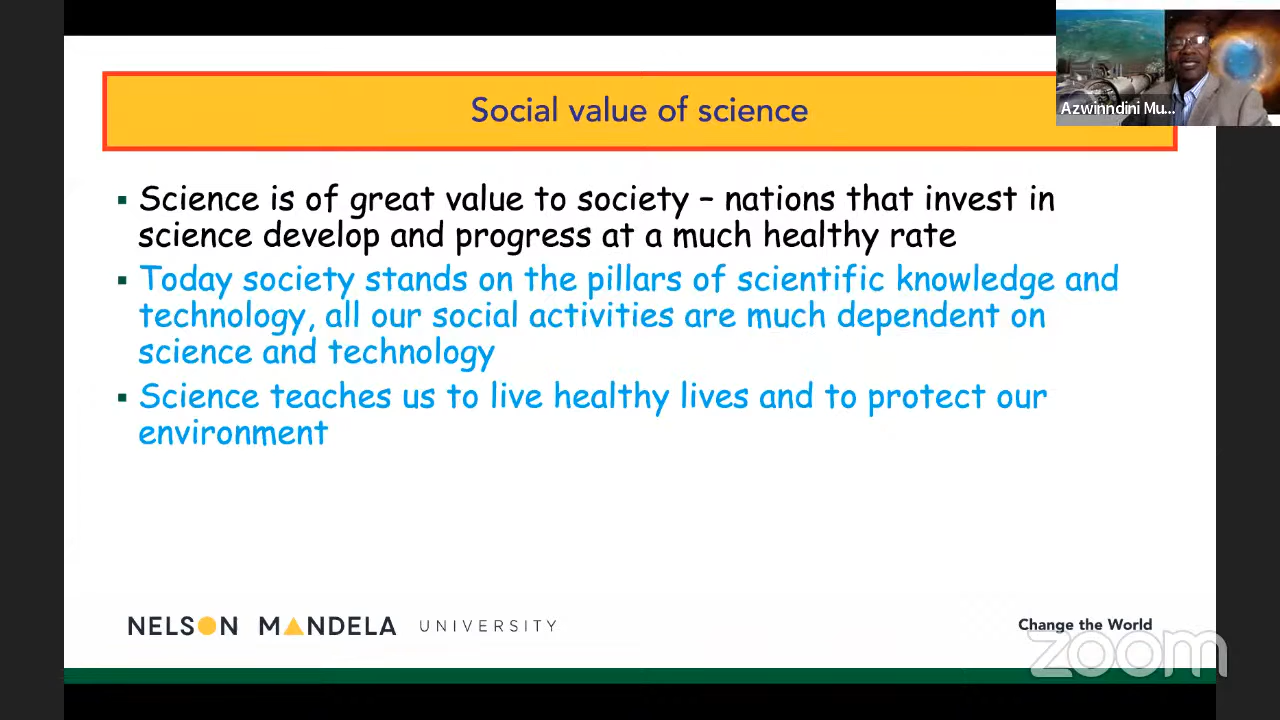 Social value of science
Azwinndini Mu...
▪ Science is of great value to society – nations that invest in
science develop and progress at a much healthy rate
▪ Today society stands on the pillars of scientific knowledge and
technology, all our social activities are much dependent on
science and technology
▪ Science teaches us to live healthy lives and to protect our
environment
NELSON MANDELA UNIVERSITY
Change the World
zoom